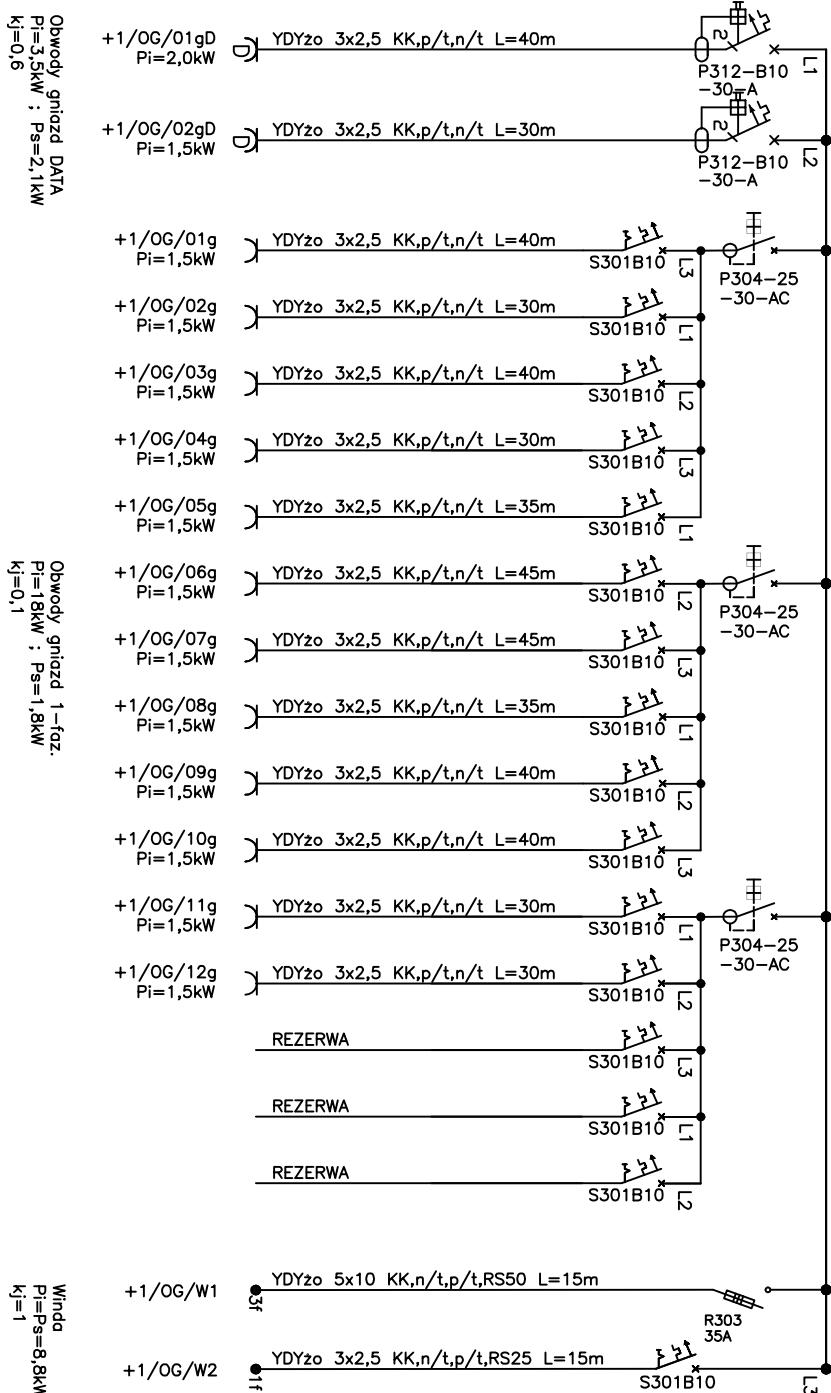 Obwody gniazd DATA
Pi=3,5kW ; Ps=2,1kW
kj=0,6
+1/OG/01gD
Pi=2,0kW
D
YDYżo 3x2,5 KK,p/t,n/t L=40m
2
P312-B10
-30-A
L1
+1/OG/02gD
Pi=1,5kW
D
YDYżo 3x2,5 KK,p/t,n/t L=30m
2
P312-B10
-30-A
L2
+1/OG/01g
Pi=1,5kW
YDYżo 3x2,5 KK,p/t,n/t L=40m
S301B10
L3
P304-25
-30-AC
+1/OG/02g
Pi=1,5kW
YDYżo 3x2,5 KK,p/t,n/t L=30m
S301B10
L1
+1/OG/03g
Pi=1,5kW
YDYżo 3x2,5 KK,p/t,n/t L=40m
S301B10
L2
+1/OG/04g
Pi=1,5kW
YDYżo 3x2,5 KK,p/t,n/t L=30m
S301B10
L3
+1/OG/05g
Pi=1,5kW
YDYżo 3x2,5 KK,p/t,n/t L=35m
S301B10
L1
Obwody gniazd 1-faz.
Pi=18kW ; Ps=1,8kW
kj=0,1
+1/OG/06g
Pi=1,5kW
YDYżo 3x2,5 KK,p/t,n/t L=45m
S301B10
L2
P304-25
-30-AC
+1/OG/07g
Pi=1,5kW
YDYżo 3x2,5 KK,p/t,n/t L=45m
S301B10
L3
+1/OG/08g
Pi=1,5kW
YDYżo 3x2,5 KK,p/t,n/t L=35m
S301B10
L1
+1/OG/09g
Pi=1,5kW
YDYżo 3x2,5 KK,p/t,n/t L=40m
S301B10
L2
+1/OG/10g
Pi=1,5kW
YDYżo 3x2,5 KK,p/t,n/t L=40m
S301B10
L3
+1/OG/11g
Pi=1,5kW
YDYżo 3x2,5 KK,p/t,n/t L=30m
S301B10
L1
P304-25
-30-AC
+1/OG/12g
Pi=1,5kW
YDYżo 3x2,5 KK,p/t,n/t L=30m
S301B10
L2
REZERWA
S301B10
L3
REZERWA
S301B10
L1
REZERWA
S301B10
L2
Winda
Pi=Ps=8,8kW
kj=1
+1/OG/W1
3f
YDYżo 5x10 KK,n/t,p/t,RS50 L=15m
R303
35A
+1/OG/W2
1f
YDYżo 3x2,5 KK,n/t,p/t,RS25 L=15m
S301B10
L3